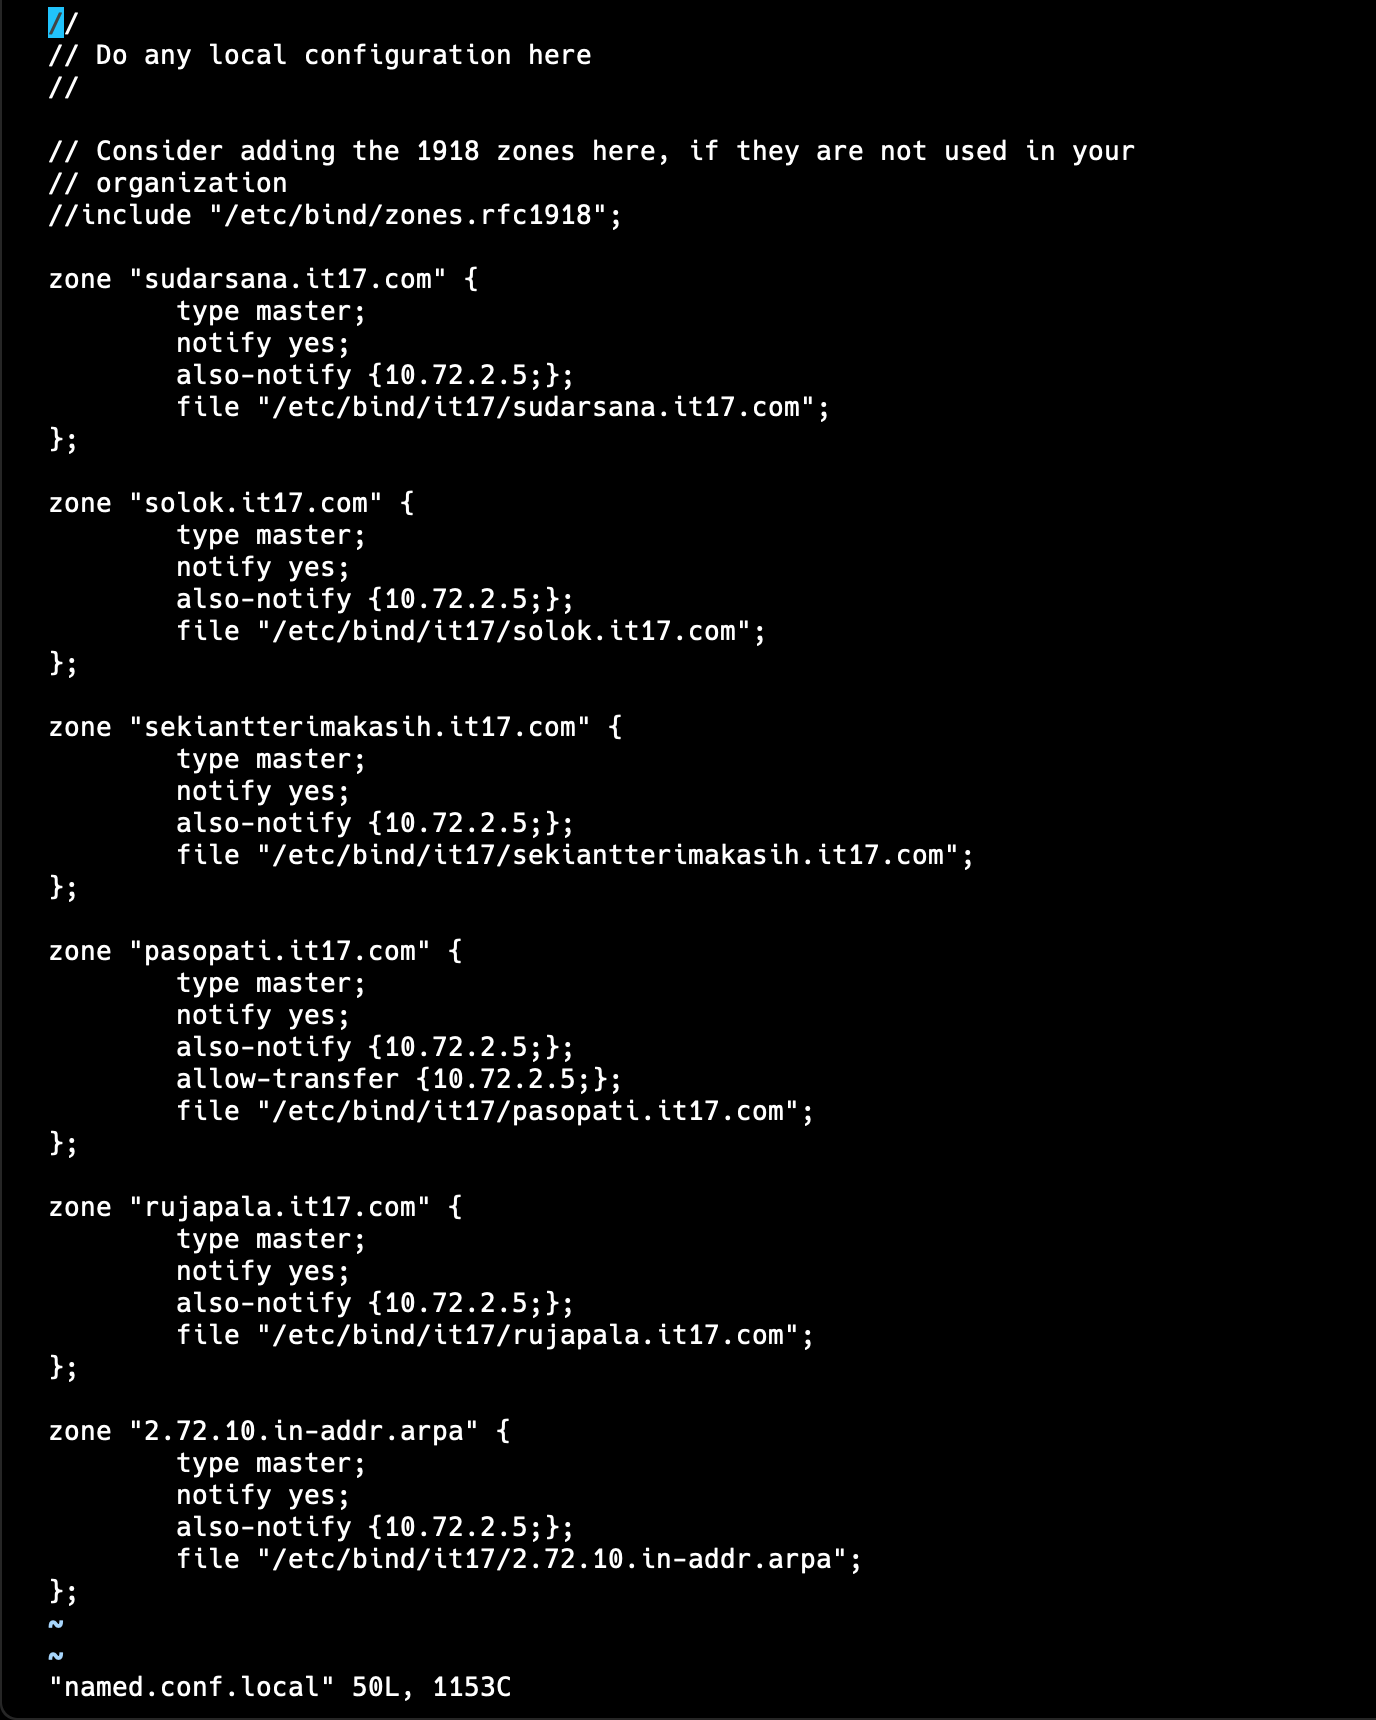 //
// Do any local configuration here
//

// Consider adding the 1918 zones here, if they are not used in your
// organization
//include "/etc/bind/zones.rfc1918";

zone "sudarsana.it17.com" {
        type master;
        notify yes;
        also-notify {10.72.2.5;};
        file "/etc/bind/it17/sudarsana.it17.com";
};

zone "solok.it17.com" {
        type master;
        notify yes;
        also-notify {10.72.2.5;};
        file "/etc/bind/it17/solok.it17.com";
};

zone "sekiantterimakasih.it17.com" {
        type master;
        notify yes;
        also-notify {10.72.2.5;};
        file "/etc/bind/it17/sekiantterimakasih.it17.com";
};

zone "pasopati.it17.com" {
        type master;
        notify yes;
        also-notify {10.72.2.5;};
        allow-transfer {10.72.2.5;};
        file "/etc/bind/it17/pasopati.it17.com";
};

zone "rujapala.it17.com" {
        type master;
        notify yes;
        also-notify {10.72.2.5;};
        file "/etc/bind/it17/rujapala.it17.com";
};

zone "2.72.10.in-addr.arpa" {
        type master;
        notify yes;
        also-notify {10.72.2.5;};
        file "/etc/bind/it17/2.72.10.in-addr.arpa";
};
~
~
"named.conf.local" 50L, 1153C